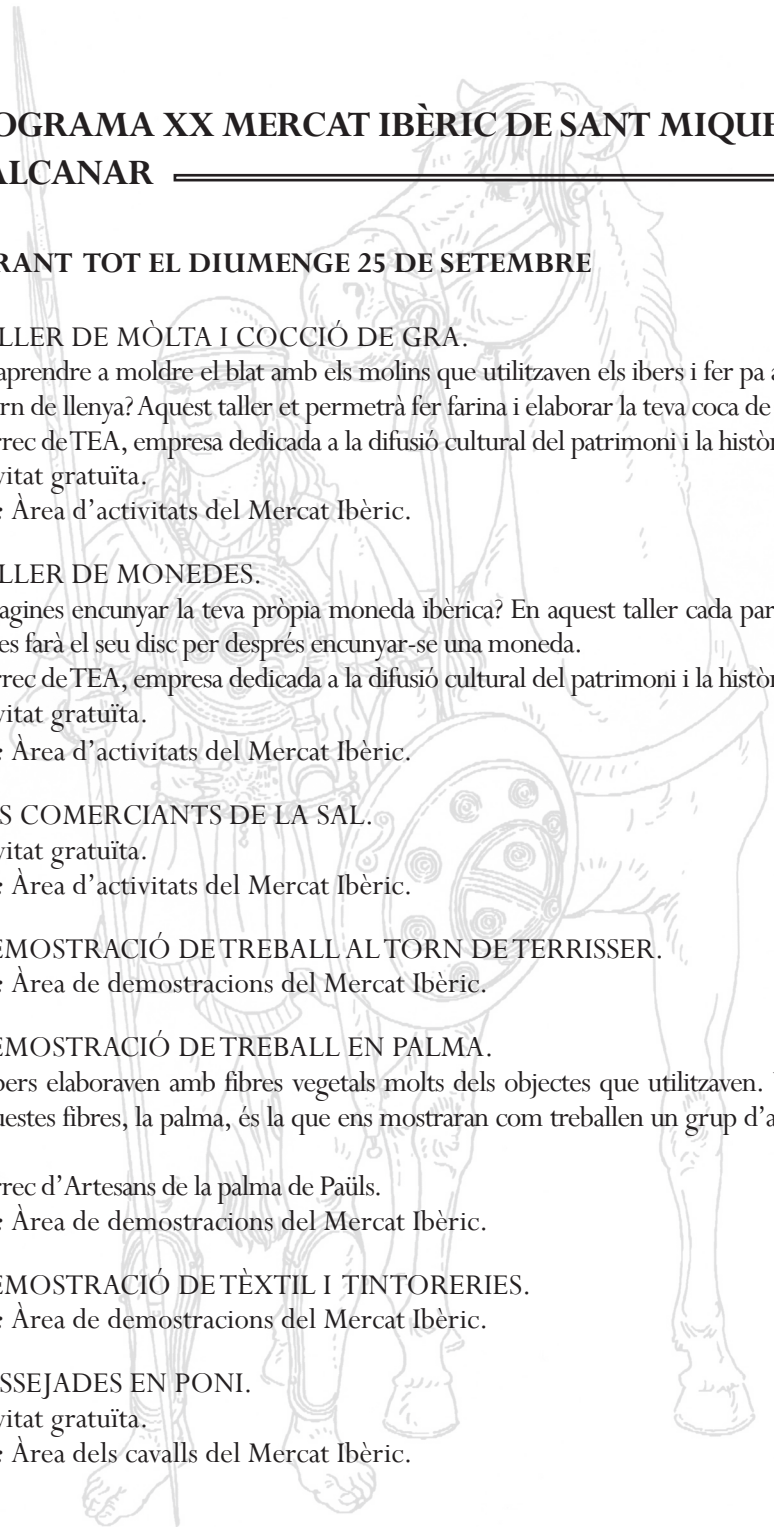 OGRAMA XX MERCAT IBÈRIC DE SANT MIQUE
ALCANAR
RANT TOT EL DIUMENGE 25 DE SETEMBRE
LLER DE MÒLTA I COCCIÓ DE GRA.
aprendre a moldre el blat amb els molins que utilitzaven els ibers i fer pa a
rn de llenya? Aquest taller et permetrà fer farina i elaborar la teva coca de
rrec de TEA, empresa dedicada a la difusió cultural del patrimoni i la històr
vitat gratuïta.
: Àrea d’activitats del Mercat Ibèric.
LLER DE MONEDES.
agines encunyar la teva pròpia moneda ibèrica? En aquest taller cada par
es farà el seu disc per després encunyar-se una moneda.
rrec de TEA, empresa dedicada a la difusió cultural del patrimoni i la històr
vitat gratuïta.
: Àrea d’activitats del Mercat Ibèric.
S COMERCIANTS DE LA SAL.
vitat gratuïta.
: Àrea d’activitats del Mercat Ibèric.
EMOSTRACIÓ DE TREBALL AL TORN DE TERRISSER.
: Àrea de demostracions del Mercat Ibèric.
EMOSTRACIÓ DE TREBALL EN PALMA.
bers elaboraven amb fibres vegetals molts dels objectes que utilitzaven.
uestes fibres, la palma, és la que ens mostraran com treballen un grup d’a
rrec d’Artesans de la palma de Paüls.
: Àrea de demostracions del Mercat Ibèric.
EMOSTRACIÓ DE TÈXTIL I TINTORERIES.
: Àrea de demostracions del Mercat Ibèric.
SSEJADES EN PONI.
vitat gratuïta.
: Àrea dels cavalls del Mercat Ibèric.